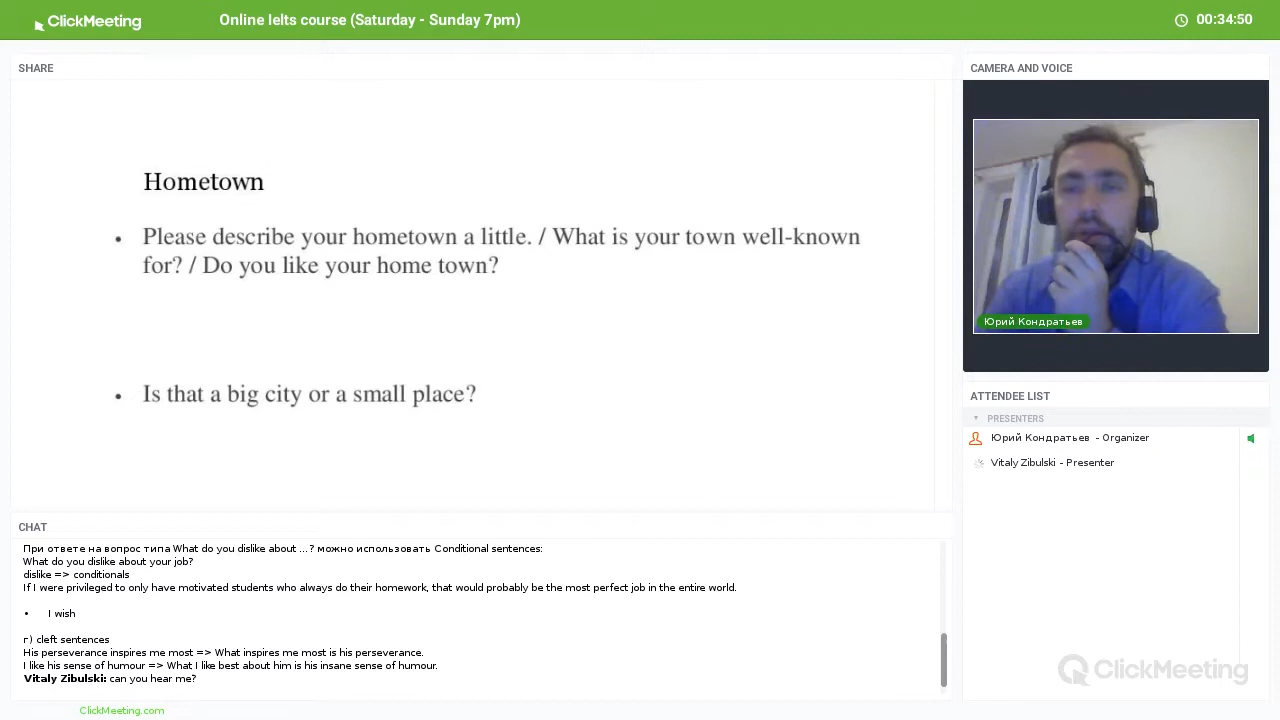 ClickMeeting
Online Ielts course (Saturday - Sunday 7pm)
00:34:50
SHARE
Hometown
• Please describe your hometown a little. / What is your town well-known
for? / Do you like your home town?
• Is that a big city or a small place?
CAMERA AND VOICE
Юрий Кондратьев
ATTENDEE LIST
PRESENTERS
Юрий Кондратьев - Organizer
Vitaly Zibulski - Presenter
CHAT
При ответе на вопрос типа What do you dislike about ...? можно использовать Conditional sentences:
What do you dislike about your job?
dislike => conditionals
If I were privileged to only have motivated students who always do their homework, that would probably be the most perfect job in the entire world.
• I wish
г) cleft sentences
His perseverance inspires me most => What inspires me most is his perseverance.
I like his sense of humour => What I like best about him is his insane sense of humour.
Vitaly Zibulski: can you hear me?
ClickMeeting
ClickMeeting.com